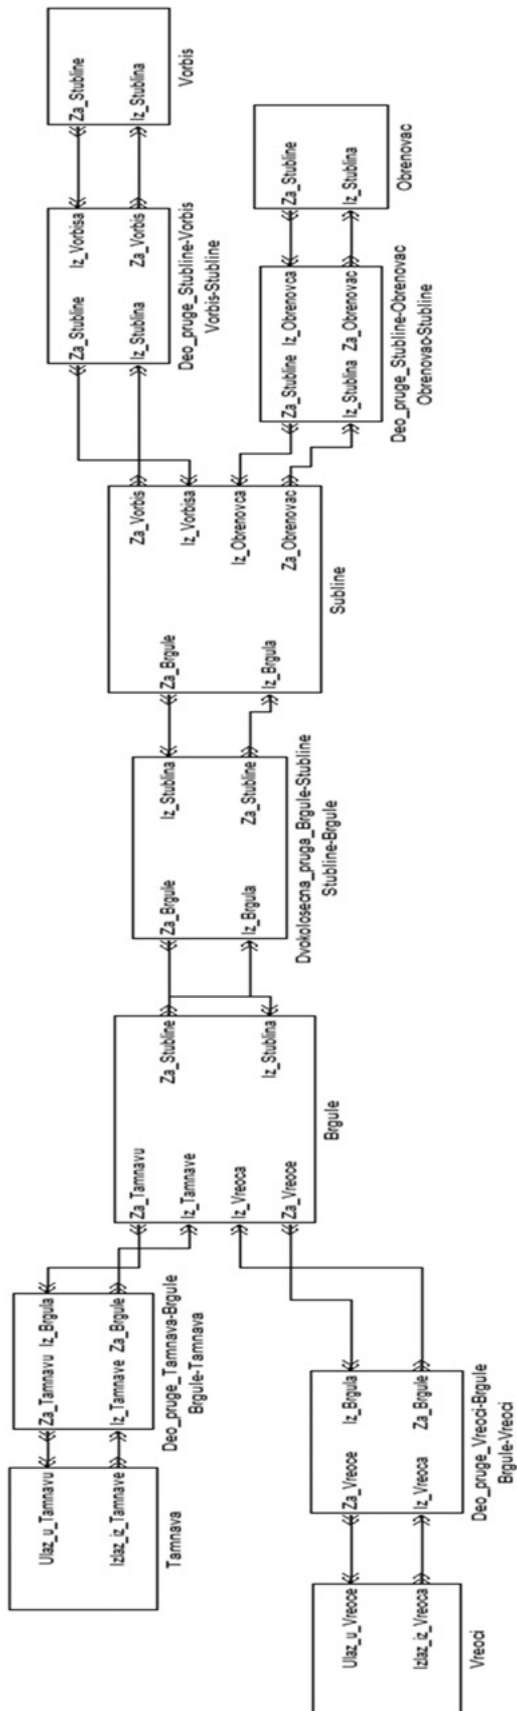 Ulaz_u_Tamnavu
Izlaz_iz_Tamnave
Tamnava
Za_Tamnavu Iz_Brgula
Iz_Tamnave Za_Brgule
Deo_pruge_Tamnava-Brgule
Brgule-Tamnava
Ulaz_u_Vreoce
Izlaz_iz_Vreoca
Vreoci
Za_Vreoce Iz_Brgula
Iz_Vreoca Za_Brgule
Deo_pruge_Vreoci-Brgule
Brgule-Vreoci
Za_Tamnavu
Iz_Tamnave
Iz_Vreoca
Za_Vreoce
Za_Stubline
Iz_Stublina
Brgule
Za_Brgule Iz_Stublina
Iz_Brgula Za_Stubline
Dvokolosecna_pruga_Brgule-Stubline
Stubline-Brgule
Za_Brgule
Iz_Brgula
Za_Vorbis
Iz_Vorbisa
Iz_Obrenovca
Za_Obrenovac
Subline
Za_Stubline Iz_Vorbisa
Iz_Stublina Za_Vorbis
Deo_pruge_Stubline-Vorbis
Vorbis-Stubline
Za_Stubline
Iz_Stublina
Vorbis
Za_Stubline Iz_Obrenovca
Iz_Stublina Za_Obrenovac
Deo_pruge_Stubline-Obrenovac
Obrenovac-Stubline
Za_Stubline
Iz_Stublina
Obrenovac